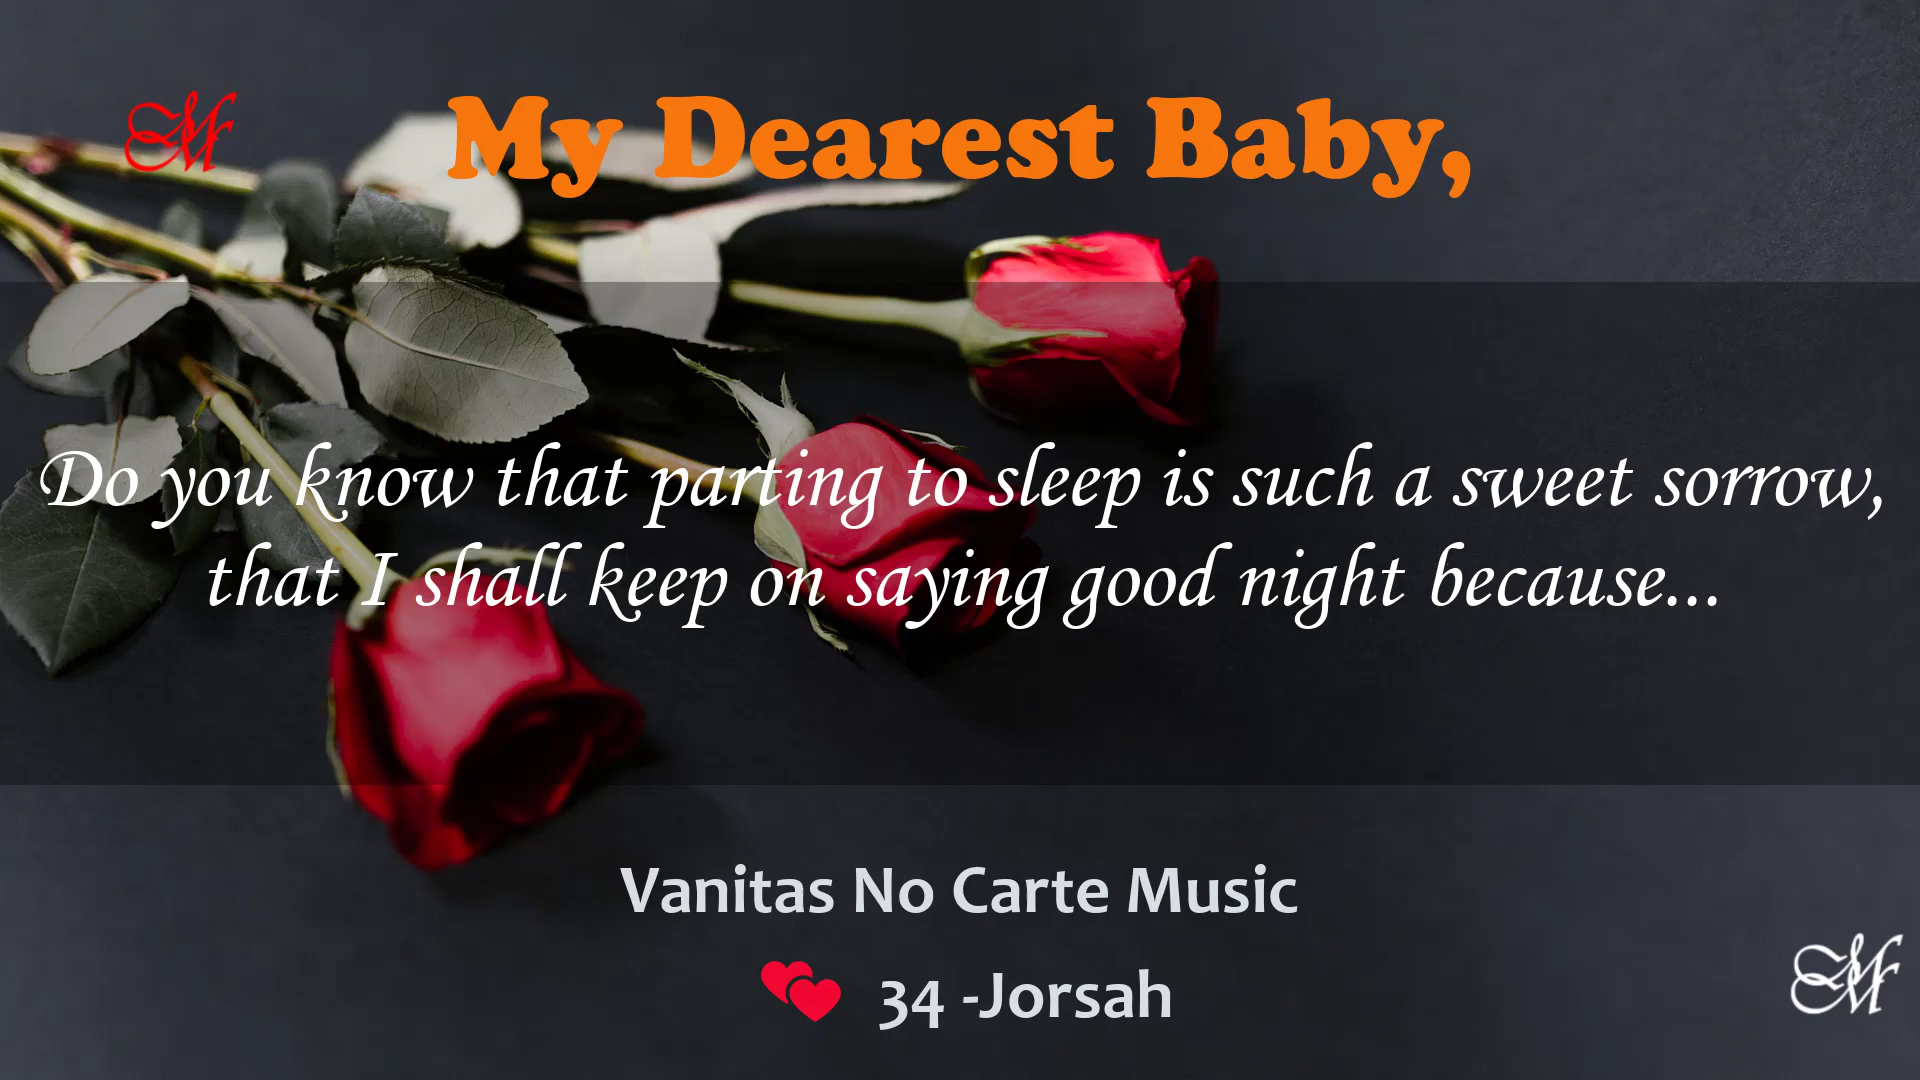 My Dearest Baby,
Do you know that parting to sleep is such a sweet sorrow,
that I shall keep on saying good night because...
Vanitas No Carte Music
34 -Jorsah